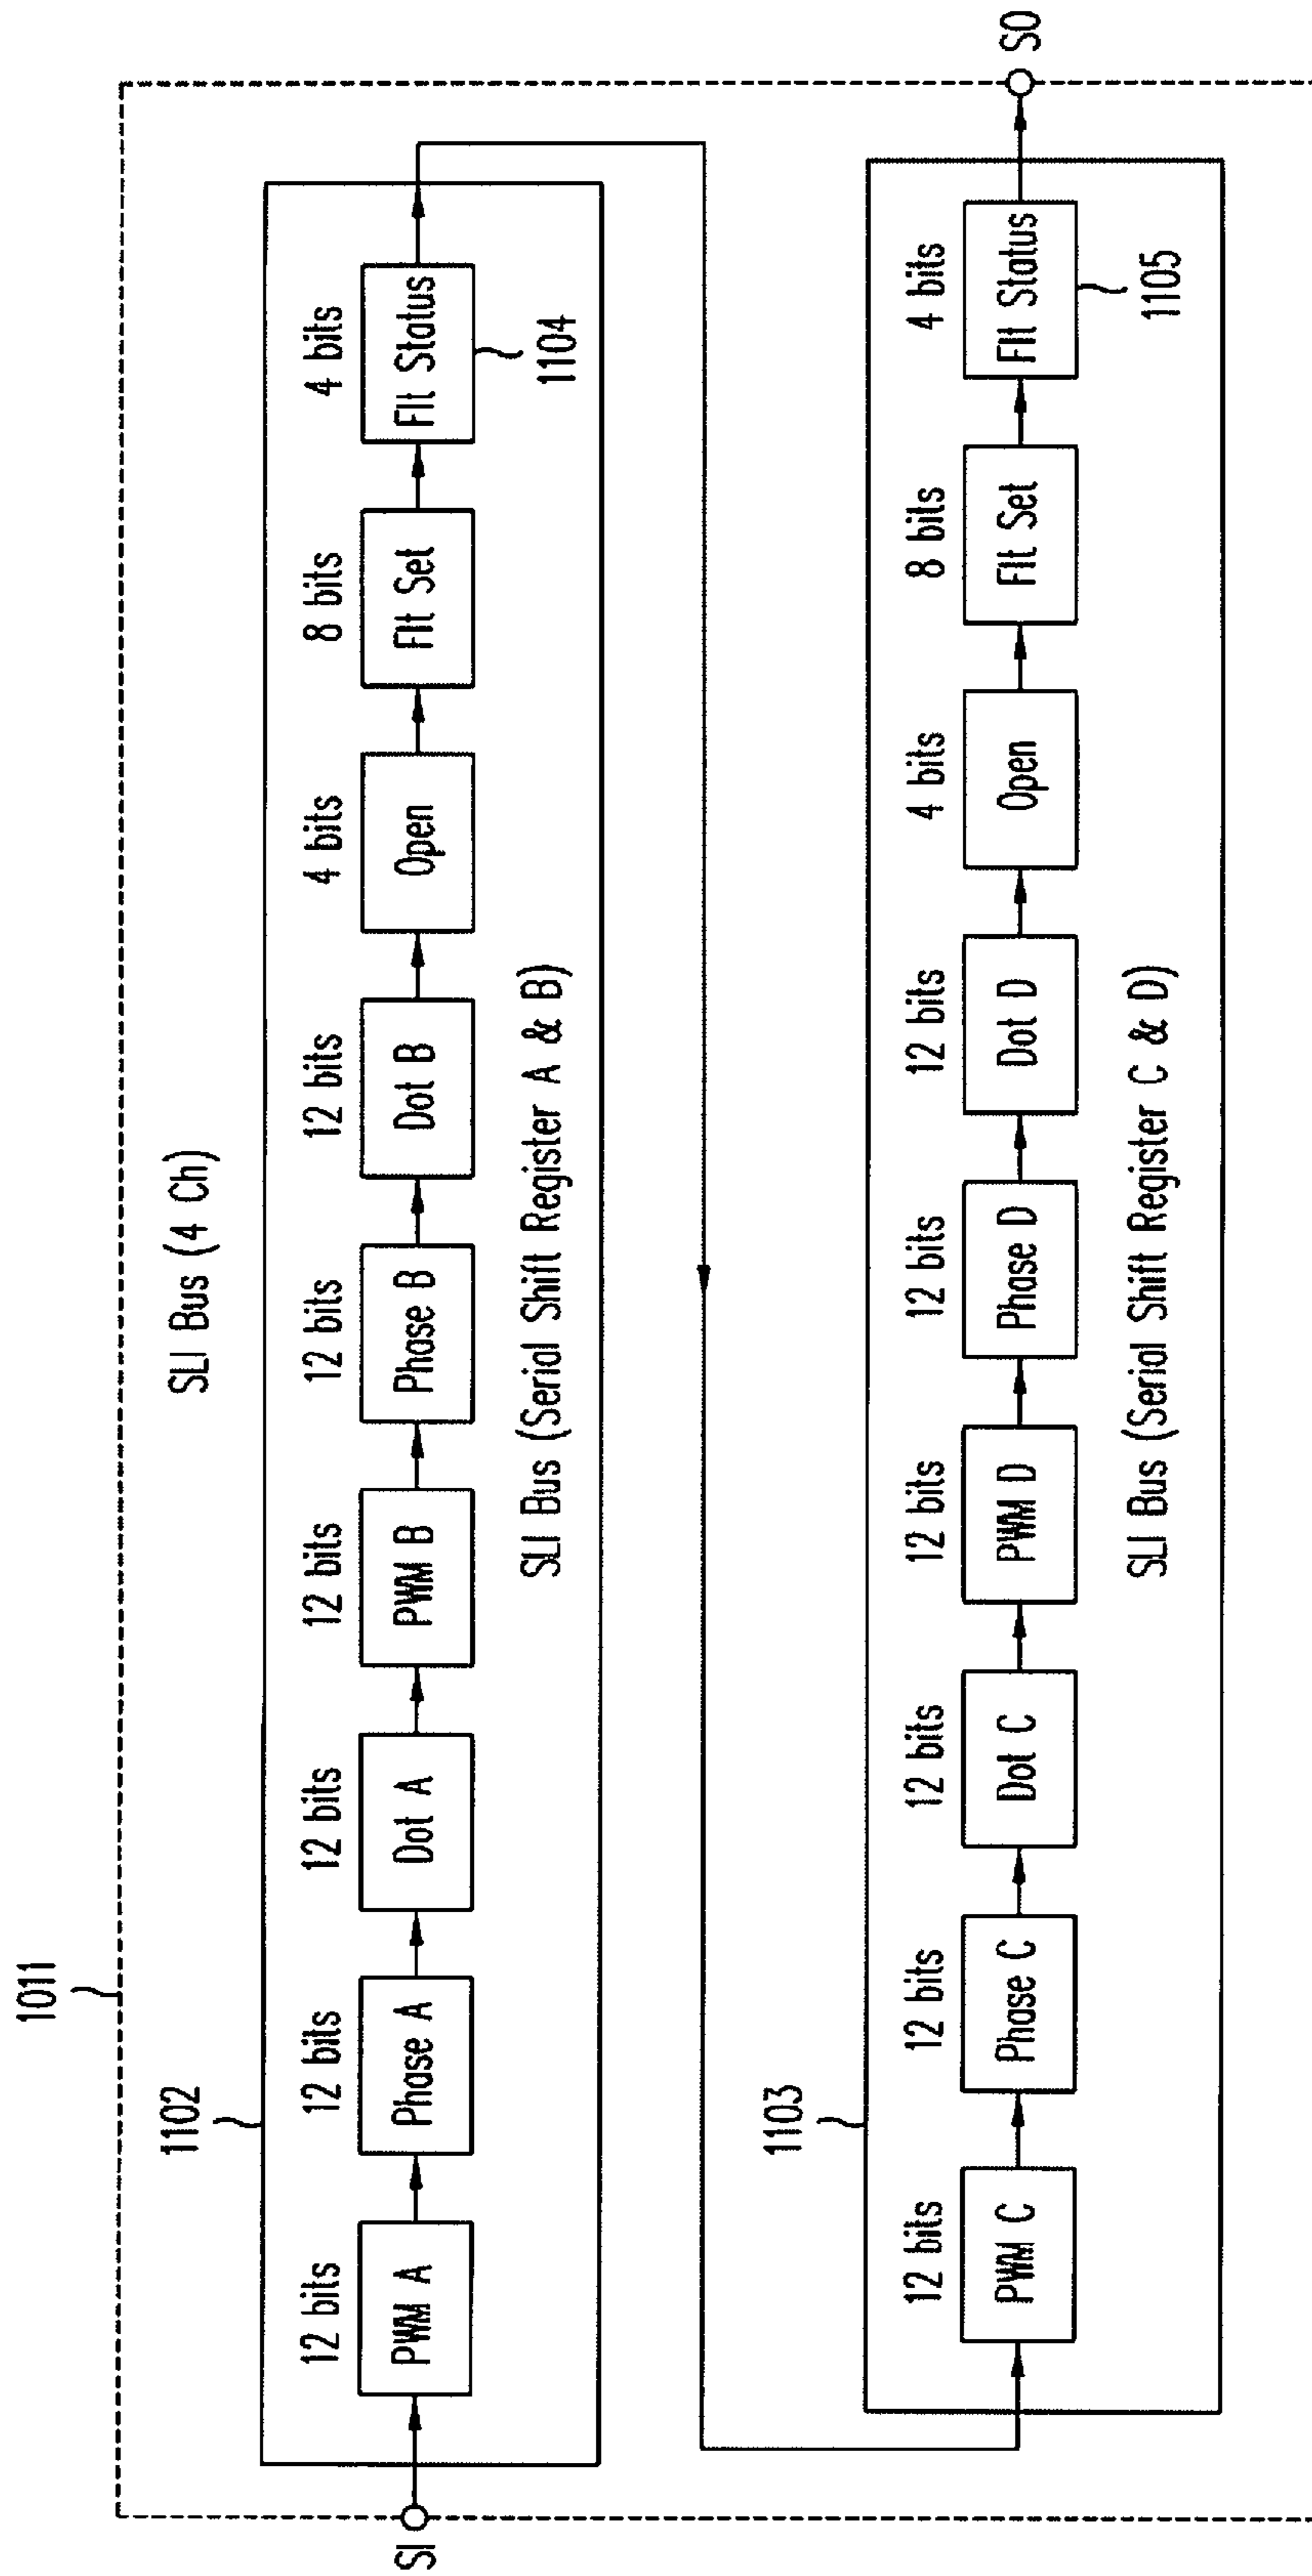 1011
SLI Bus (4 Ch)
1102
12 bits 12 bits 12 bits 12 bits 12 bits 12 bits 4 bits 8 bits 4 bits
SI PWM A Phase A Dot A PWM B Phase B Dot B Open Flt Set Flt Status
1104
SLI Bus (Serial Shift Register A & B)
1103
12 bits 12 bits 12 bits 12 bits 12 bits 12 bits 4 bits 8 bits 4 bits
PWM C Phase C Dot C PWM D Phase D Dot D Open Flt Set Flt Status SO
1105
SLI Bus (Serial Shift Register C & D)